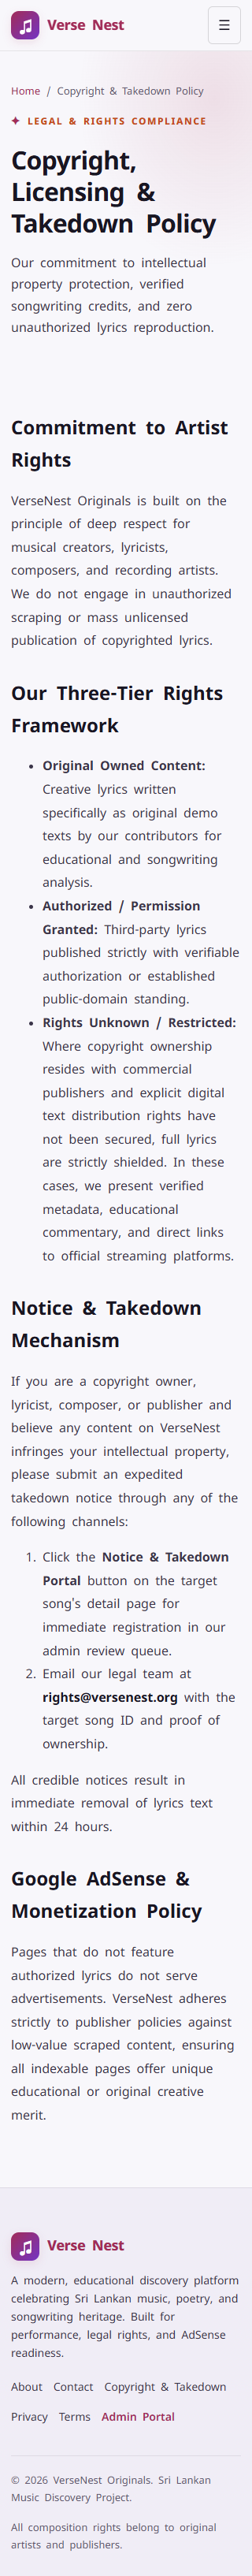 Verse Nest
☰
Home / Copyright & Takedown Policy
✦ LEGAL & RIGHTS COMPLIANCE
Copyright,
Licensing &
Takedown Policy
Our commitment to intellectual
property protection, verified
songwriting credits, and zero
unauthorized lyrics reproduction.
Commitment to Artist
Rights
VerseNest Originals is built on the
principle of deep respect for
musical creators, lyricists,
composers, and recording artists.
We do not engage in unauthorized
scraping or mass unlicensed
publication of copyrighted lyrics.
Our Three-Tier Rights
Framework
• Original Owned Content:
Creative lyrics written
specifically as original demo
texts by our contributors for
educational and songwriting
analysis.
• Authorized / Permission
Granted: Third-party lyrics
published strictly with verifiable
authorization or established
public-domain standing.
• Rights Unknown / Restricted:
Where copyright ownership
resides with commercial
publishers and explicit digital
text distribution rights have
not been secured, full lyrics
are strictly shielded. In these
cases, we present verified
metadata, educational
commentary, and direct links
to official streaming platforms.
Notice & Takedown
Mechanism
If you are a copyright owner,
lyricist, composer, or publisher and
believe any content on VerseNest
infringes your intellectual property,
please submit an expedited
takedown notice through any of the
following channels:
1. Click the Notice & Takedown
Portal button on the target
song's detail page for
immediate registration in our
admin review queue.
2. Email our legal team at
rights@versenest.org with the
target song ID and proof of
ownership.
All credible notices result in
immediate removal of lyrics text
within 24 hours.
Google AdSense &
Monetization Policy
Pages that do not feature
authorized lyrics do not serve
advertisements. VerseNest adheres
strictly to publisher policies against
low-value scraped content, ensuring
all indexable pages offer unique
educational or original creative
merit.
Verse Nest
A modern, educational discovery platform
celebrating Sri Lankan music, poetry, and
songwriting heritage. Built for
performance, legal rights, and AdSense
readiness.
About Contact Copyright & Takedown
Privacy Terms Admin Portal
© 2026 VerseNest Originals. Sri Lankan
Music Discovery Project.
All composition rights belong to original
artists and publishers.